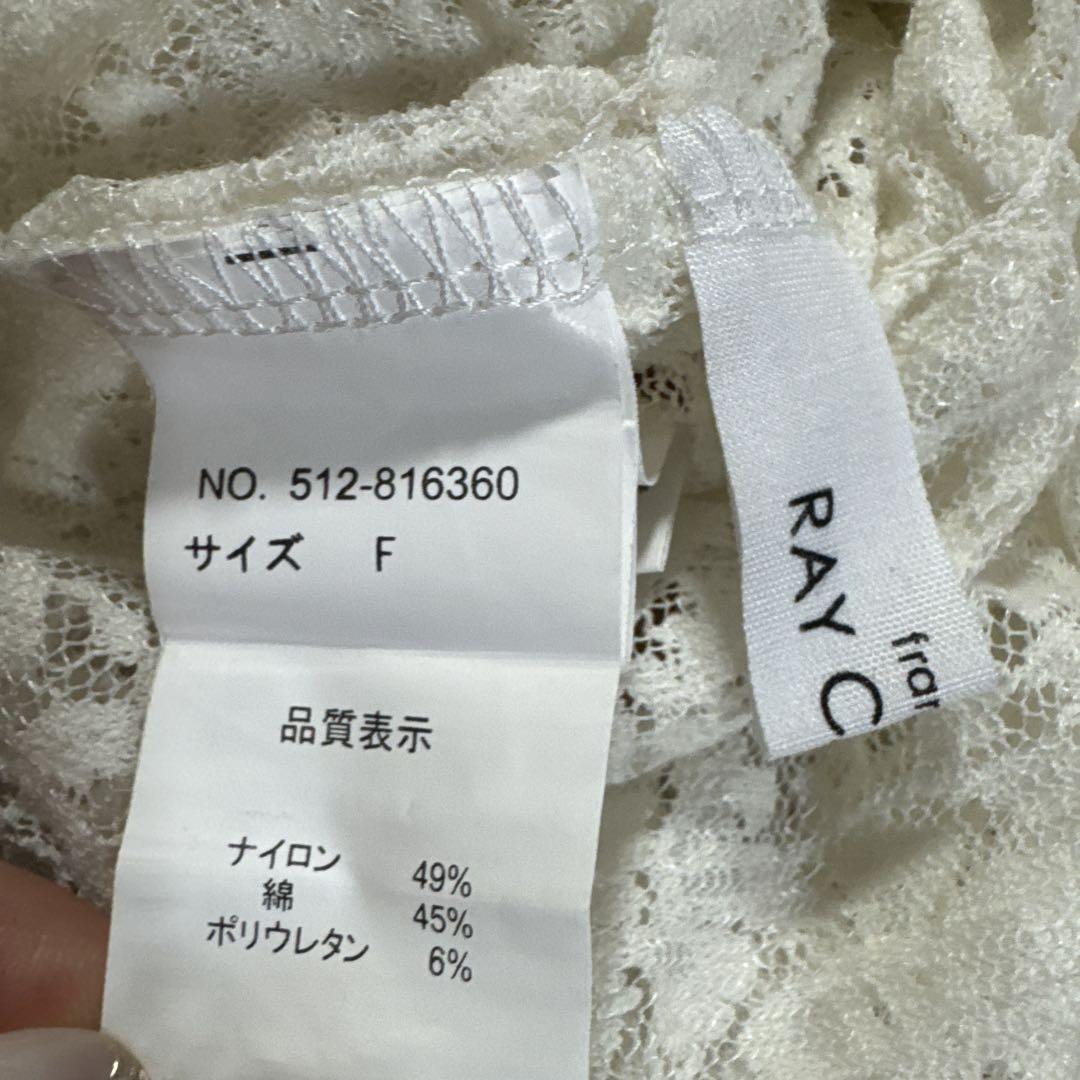 NO. 512-816360
サイズ F
品質表示
ナイロン 49%
綿 45%
ポリウレタン 6%
RAY C